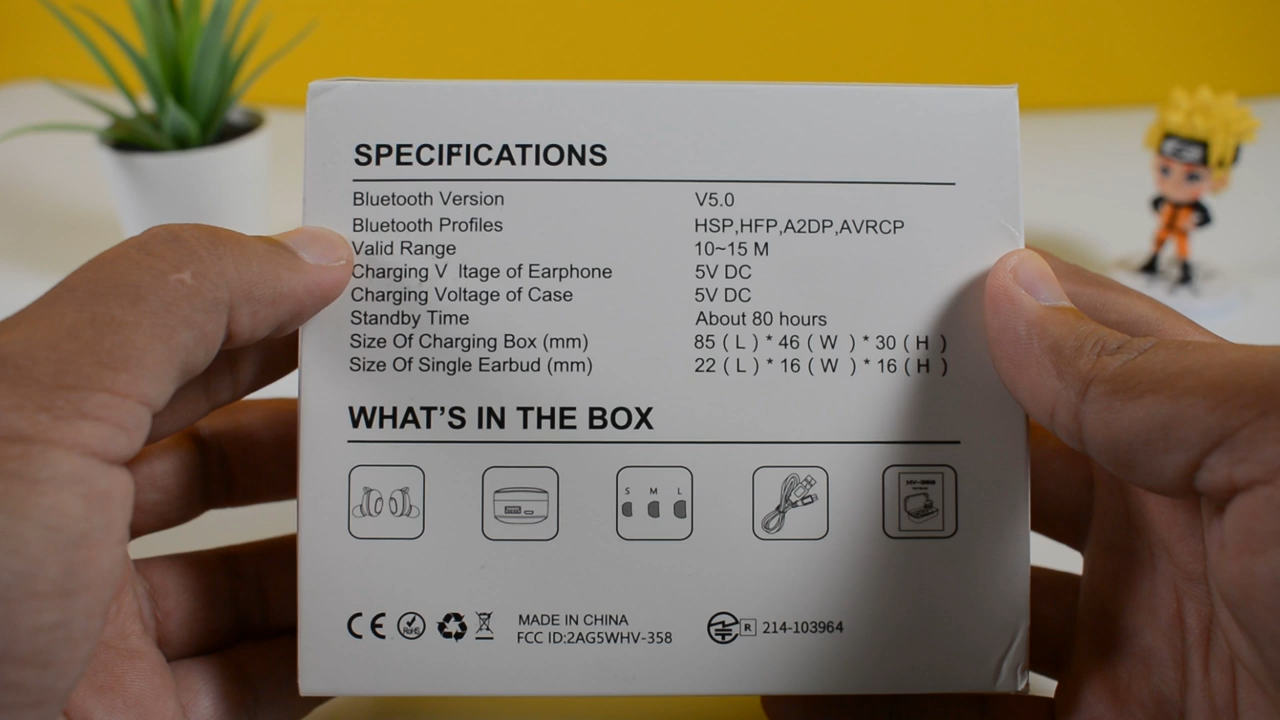 SPECIFICATIONS
Bluetooth Version V5.0
Bluetooth Profiles HSP,HFP,A2DP,AVRCP
Valid Range 10~15 M
Charging V ltage of Earphone 5V DC
Charging Voltage of Case 5V DC
Standby Time About 80 hours
Size Of Charging Box (mm) 85 ( L ) * 46 ( W ) * 30 ( H )
Size Of Single Earbud (mm) 22 ( L ) * 16 ( W ) * 16 ( H )
WHAT'S IN THE BOX
S M L
HV-358
CE RoHS MADE IN CHINA
FCC ID:2AG5WHV-358
R 214-103964